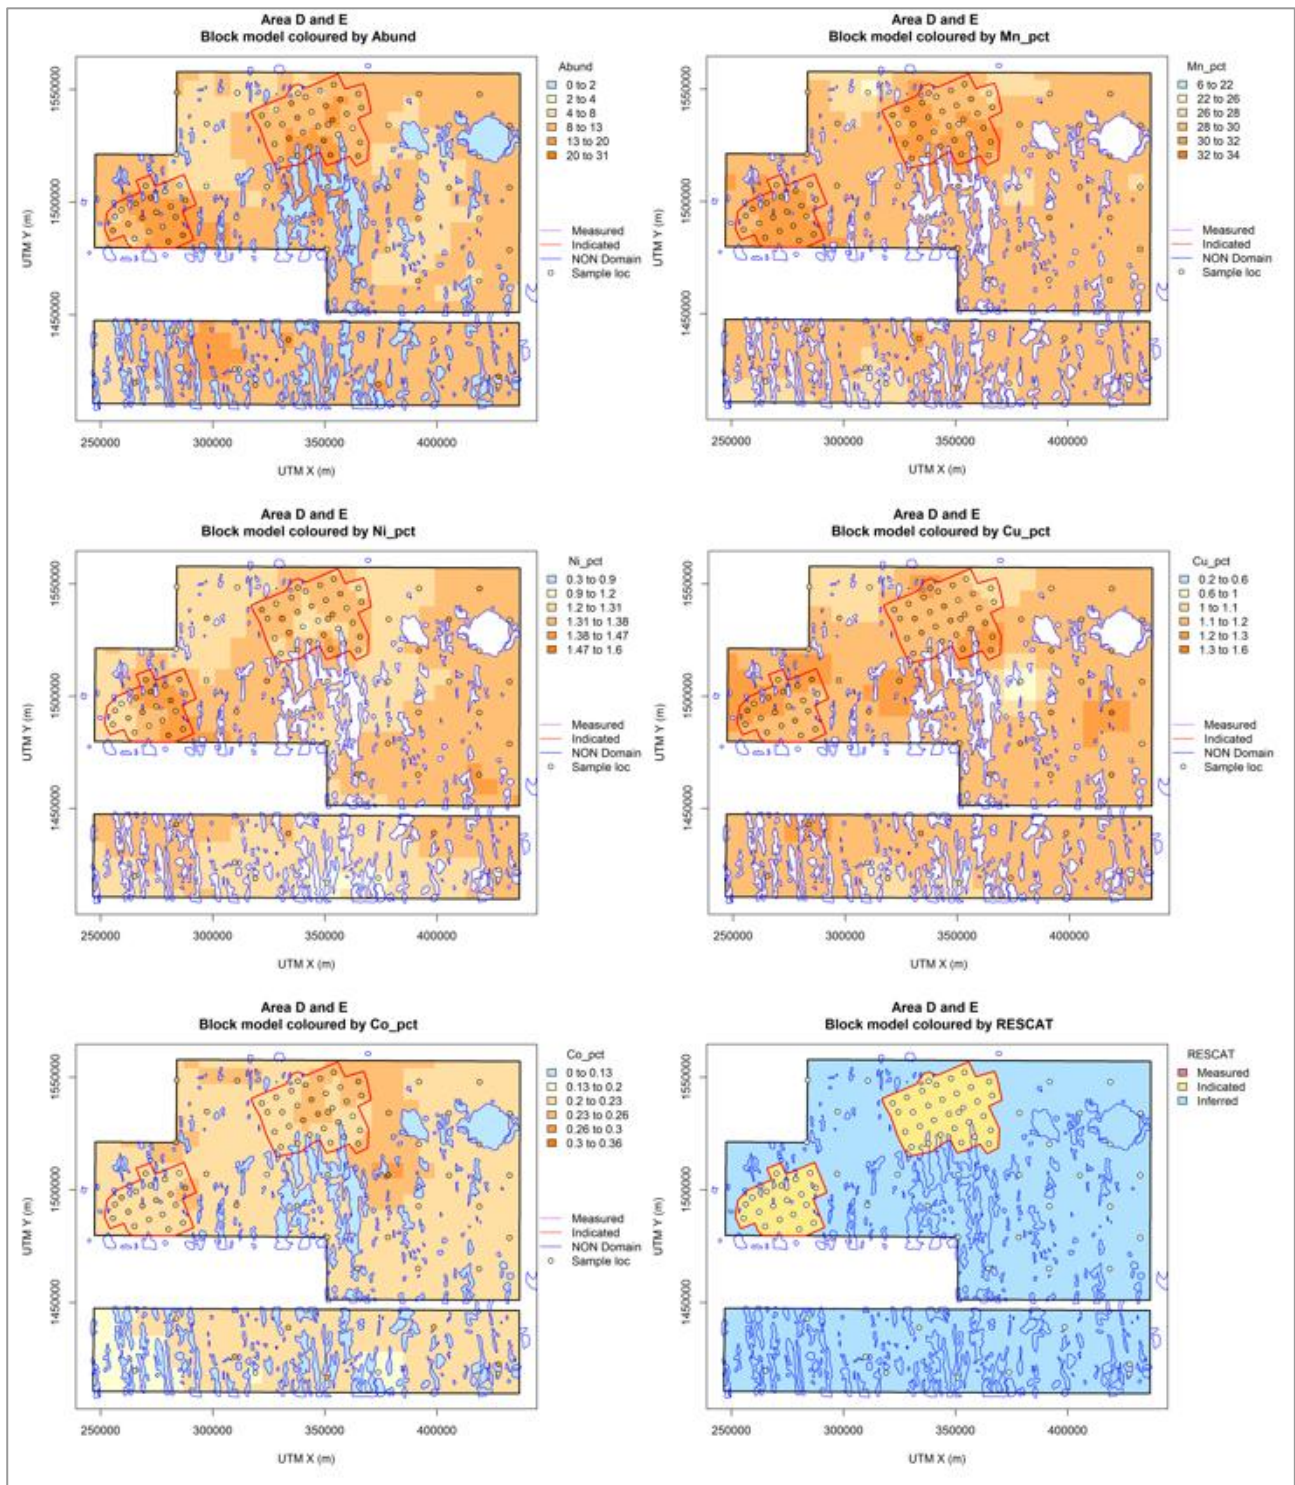 Area D and E
Block model coloured by Abund
UTM Y (m)
1550000
1500000
1450000
250000 300000 350000 400000
UTM X (m)
Abund
0 to 2
2 to 4
4 to 8
8 to 13
13 to 20
20 to 31
Measured
Indicated
NON Domain
Sample loc
Area D and E
Block model coloured by Mn_pct
UTM Y (m)
1550000
1500000
1450000
250000 300000 350000 400000
UTM X (m)
Mn_pct
6 to 22
22 to 26
26 to 28
28 to 30
30 to 32
32 to 34
Measured
Indicated
NON Domain
Sample loc
Area D and E
Block model coloured by Ni_pct
UTM Y (m)
1550000
1500000
1450000
250000 300000 350000 400000
UTM X (m)
Ni_pct
0.3 to 0.9
0.9 to 1.2
1.2 to 1.31
1.31 to 1.38
1.38 to 1.47
1.47 to 1.6
Measured
Indicated
NON Domain
Sample loc
Area D and E
Block model coloured by Cu_pct
UTM Y (m)
1550000
1500000
1450000
250000 300000 350000 400000
UTM X (m)
Cu_pct
0.2 to 0.6
0.6 to 1
1 to 1.1
1.1 to 1.2
1.2 to 1.3
1.3 to 1.6
Measured
Indicated
NON Domain
Sample loc
Area D and E
Block model coloured by Co_pct
UTM Y (m)
1550000
1500000
1450000
250000 300000 350000 400000
UTM X (m)
Co_pct
0 to 0.13
0.13 to 0.2
0.2 to 0.23
0.23 to 0.26
0.26 to 0.3
0.3 to 0.36
Measured
Indicated
NON Domain
Sample loc
Area D and E
Block model coloured by RESCAT
UTM Y (m)
1550000
1500000
1450000
250000 300000 350000 400000
UTM X (m)
RESCAT
Measured
Indicated
Inferred